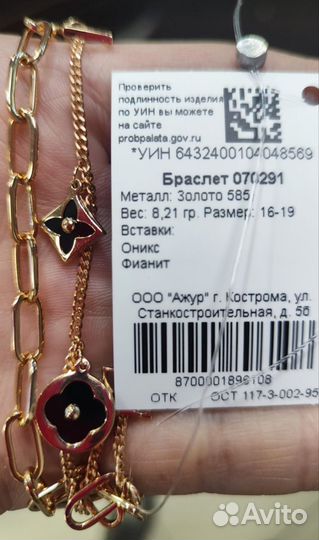 Проверить
подлинность изделия
по УИН вы можете
на сайте
probpalata.gov.ru
*УИН 6432400104048569
Браслет 070291
Металл: Золото 585
Вес: 8,21 гр. Размер: 16-19
Вставки:
Оникс
Фианит
ООО "Ажур" г. Кострома, ул.
Станкостроительная, д. 5б
8700001896108
ОТК ОСТ 117-3-002-95
Avito